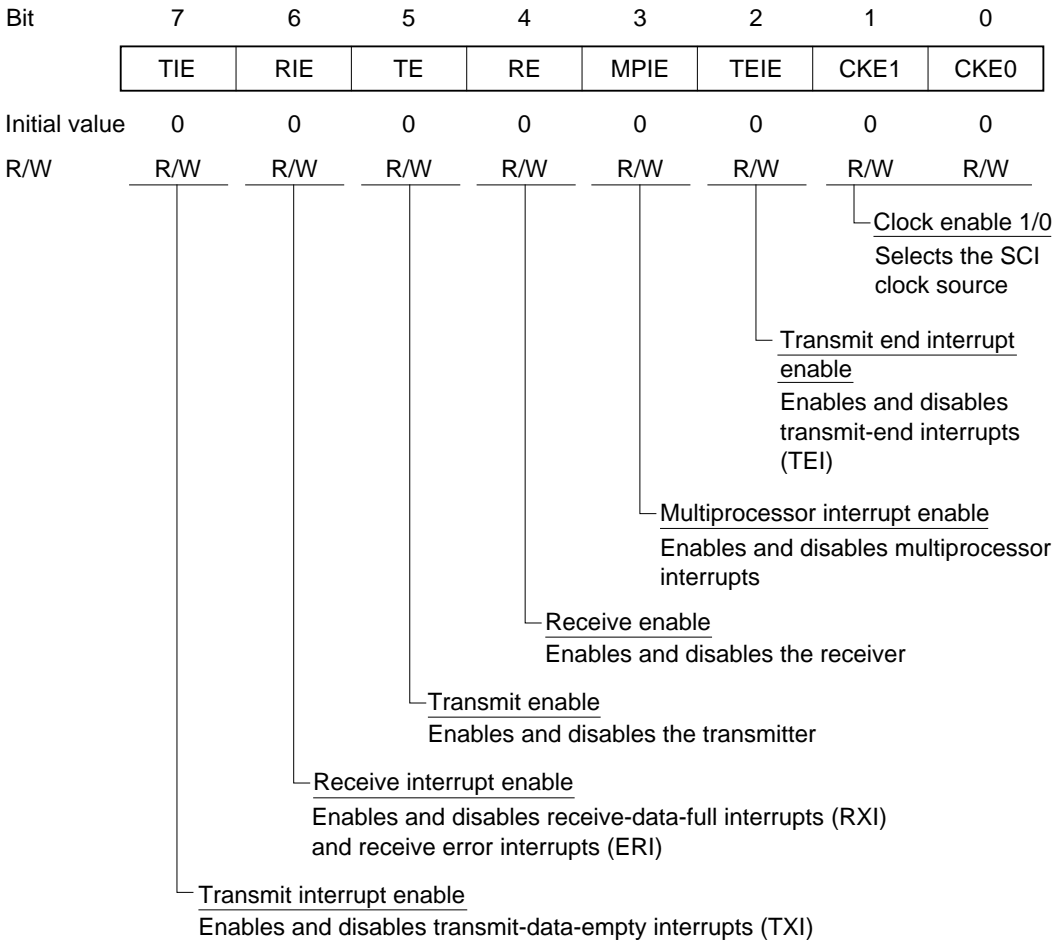 Bit 7 6 5 4 3 2 1 0
TIE RIE TE RE MPIE TEIE CKE1 CKE0
Initial value 0 0 0 0 0 0 0 0
R/W R/W R/W R/W R/W R/W R/W R/W R/W
Clock enable 1/0
Selects the SCI
clock source
Transmit end interrupt
enable
Enables and disables
transmit-end interrupts
(TEI)
Multiprocessor interrupt enable
Enables and disables multiprocessor
interrupts
Receive enable
Enables and disables the receiver
Transmit enable
Enables and disables the transmitter
Receive interrupt enable
Enables and disables receive-data-full interrupts (RXI)
and receive error interrupts (ERI)
Transmit interrupt enable
Enables and disables transmit-data-empty interrupts (TXI)